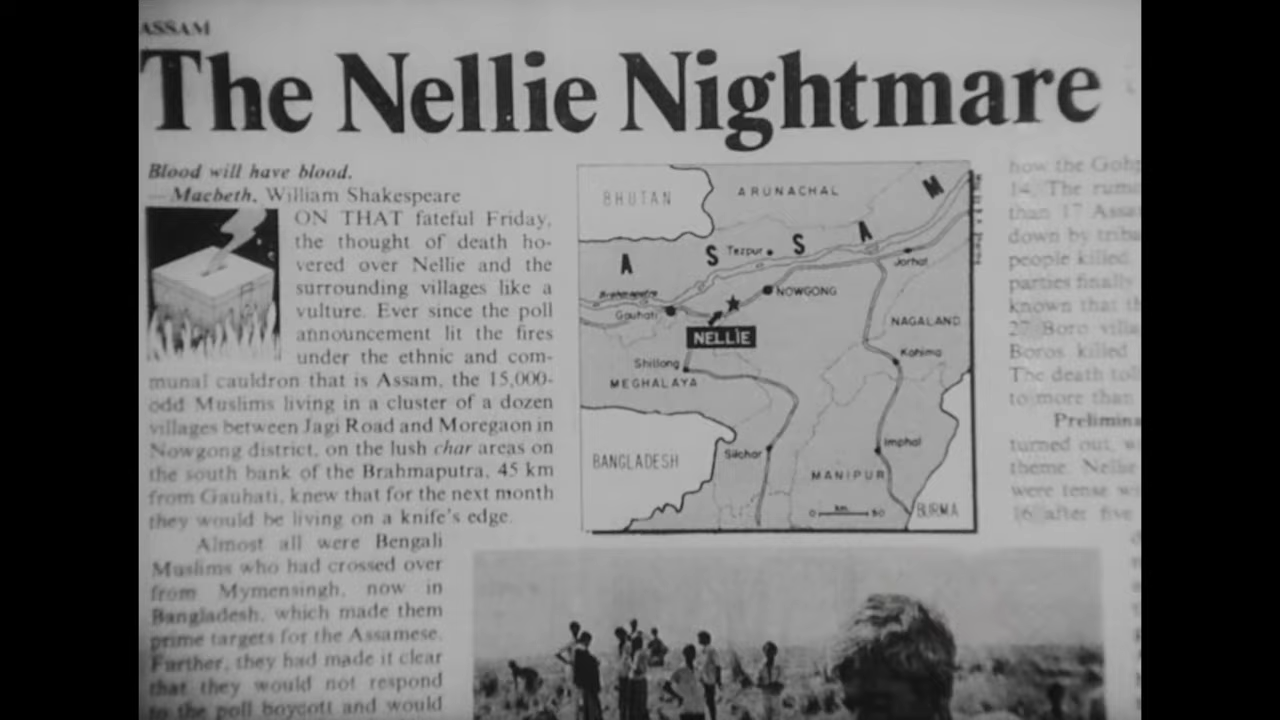 ASSAM
The Nellie Nightmare
Blood will have blood.
—Macbeth, William Shakespeare
ON THAT fateful Friday,
the thought of death ho-
vered over Nellie and the
surrounding villages like a
vulture. Ever since the poll
announcement lit the fires
under the ethnic and com-
munal cauldron that is Assam, the 15,000-
odd Muslims living in a cluster of a dozen
villages between Jagi Road and Moregaon in
Nowgong district, on the lush char areas on
the south bank of the Brahmaputra, 45 km
from Gauhati, knew that for the next month
they would be living on a knife's edge.
Almost all were Bengali
Muslims who had crossed over
from Mymensingh, now in
Bangladesh, which made them
prime targets for the Assamese.
Further, they had made it clear
that they would not respond
to the poll boycott and would
BHUTAN
ARUNACHAL
ASSAM
Tezpur
Jorhat
Brahmaputra
NOWGONG
Gauhati
NELLIE
NAGALAND
Shillong
Kohima
MEGHALAYA
Silchar
Imphal
BANGLADESH
MANIPUR
0 km. 50
BURMA
how the Gohp
14. The rum
than 17 Assa
down by triba
people killed
parties finally
known that th
27 Boro villa
Boros killed
The death toll
to more than
Prelimina
turned out, w
theme. Nellie
were tense w
16 after five